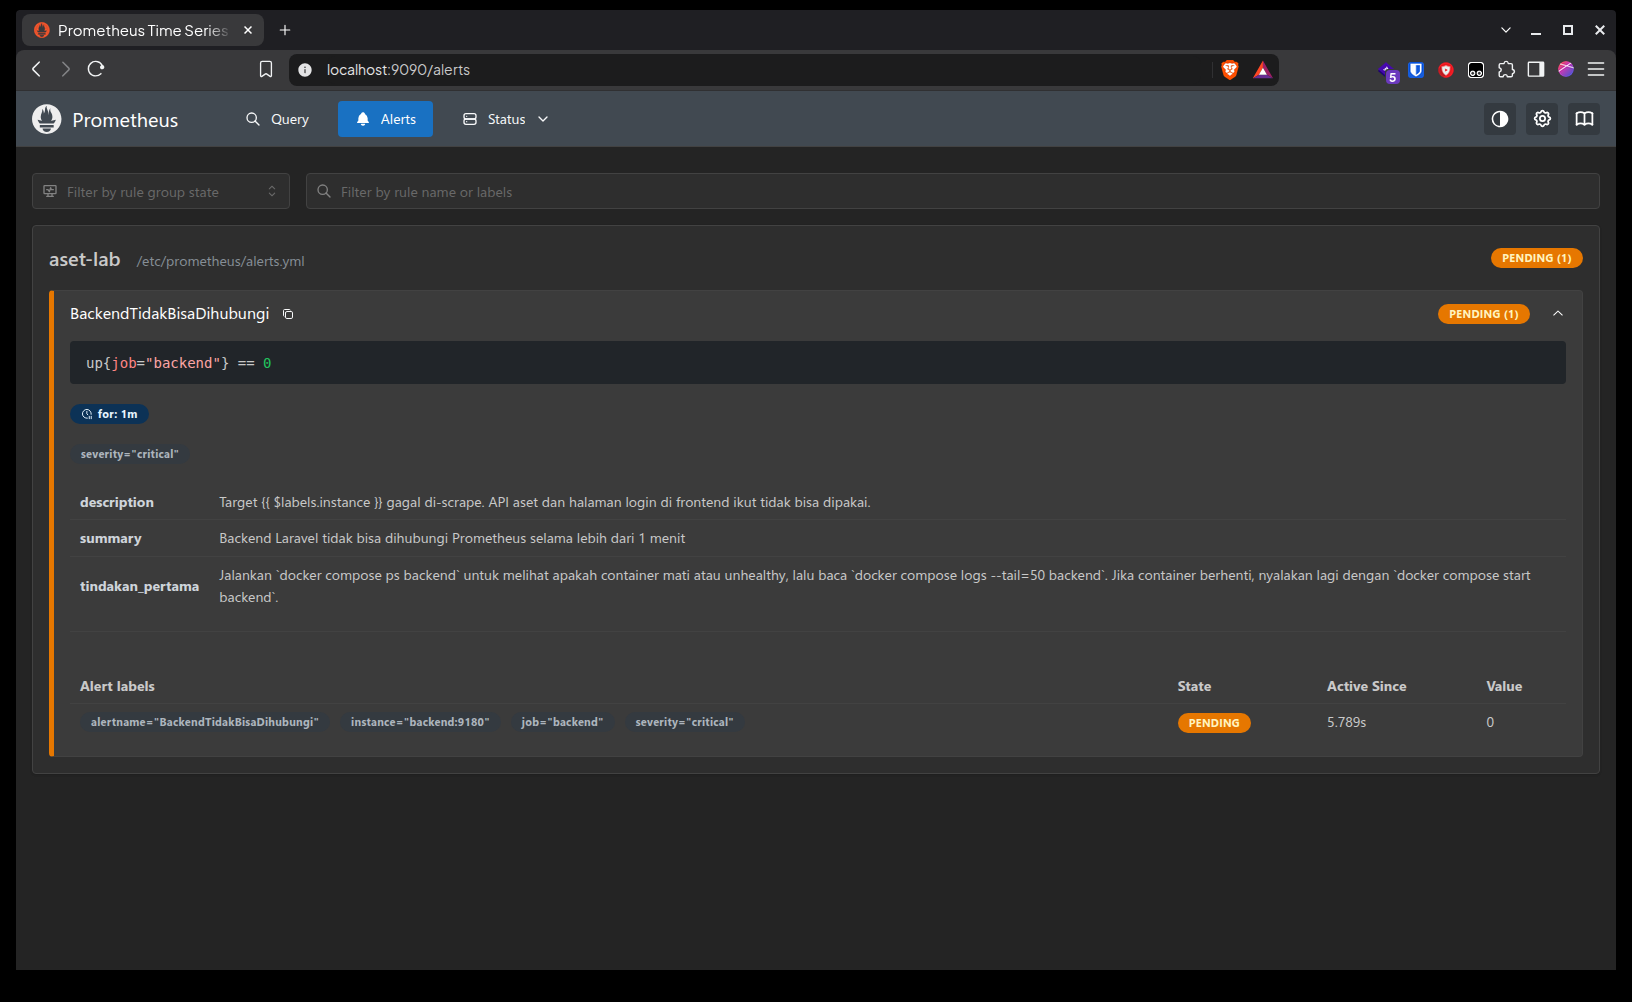 Prometheus Time Series
localhost:9090/alerts
5
Prometheus
Query
Alerts
Status
Filter by rule group state
Filter by rule name or labels
aset-lab /etc/prometheus/alerts.yml
PENDING (1)
BackendTidakBisaDihubungi
PENDING (1)
up{job="backend"} == 0
for: 1m
severity="critical"
description Target {{ $labels.instance }} gagal di-scrape. API aset dan halaman login di frontend ikut tidak bisa dipakai.
summary Backend Laravel tidak bisa dihubungi Prometheus selama lebih dari 1 menit
tindakan_pertama Jalankan `docker compose ps backend` untuk melihat apakah container mati atau unhealthy, lalu baca `docker compose logs --tail=50 backend`. Jika container berhenti, nyalakan lagi dengan `docker compose start
backend`.
Alert labels State Active Since Value
alertname="BackendTidakBisaDihubungi" instance="backend:9180" job="backend" severity="critical" PENDING 5.789s 0